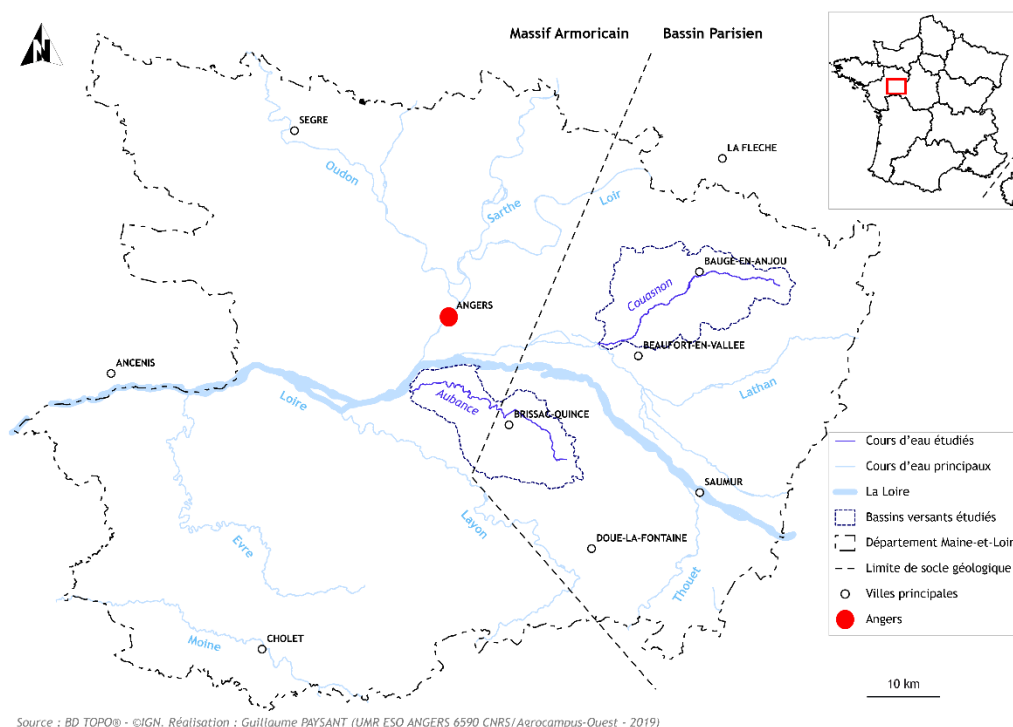 N
Massif Armoricain
Bassin Parisien
SEGRE
LA FLECHE
Oudon
Sarthe
Loir
BAUGE-EN-ANJOU
Couasnon
ANGERS
BEAUFORT-EN-VALLEE
ANCENIS
Lathan
Loire
Aubance
BRISSAC-QUINCE
SAUMUR
Layon
Evre
DOUE-LA-FONTAINE
Thouet
Moine
CHOLET
Cours d'eau étudiés
Cours d'eau principaux
La Loire
Bassins versants étudiés
Département Maine-et-Loir
Limite de socle géologique
Villes principales
Angers
10 km
Source : BD TOPO® - ©IGN. Réalisation : Guillaume PAYSANT (UMR ESO ANGERS 6590 CNRS/Agrocampus-Ouest - 2019)